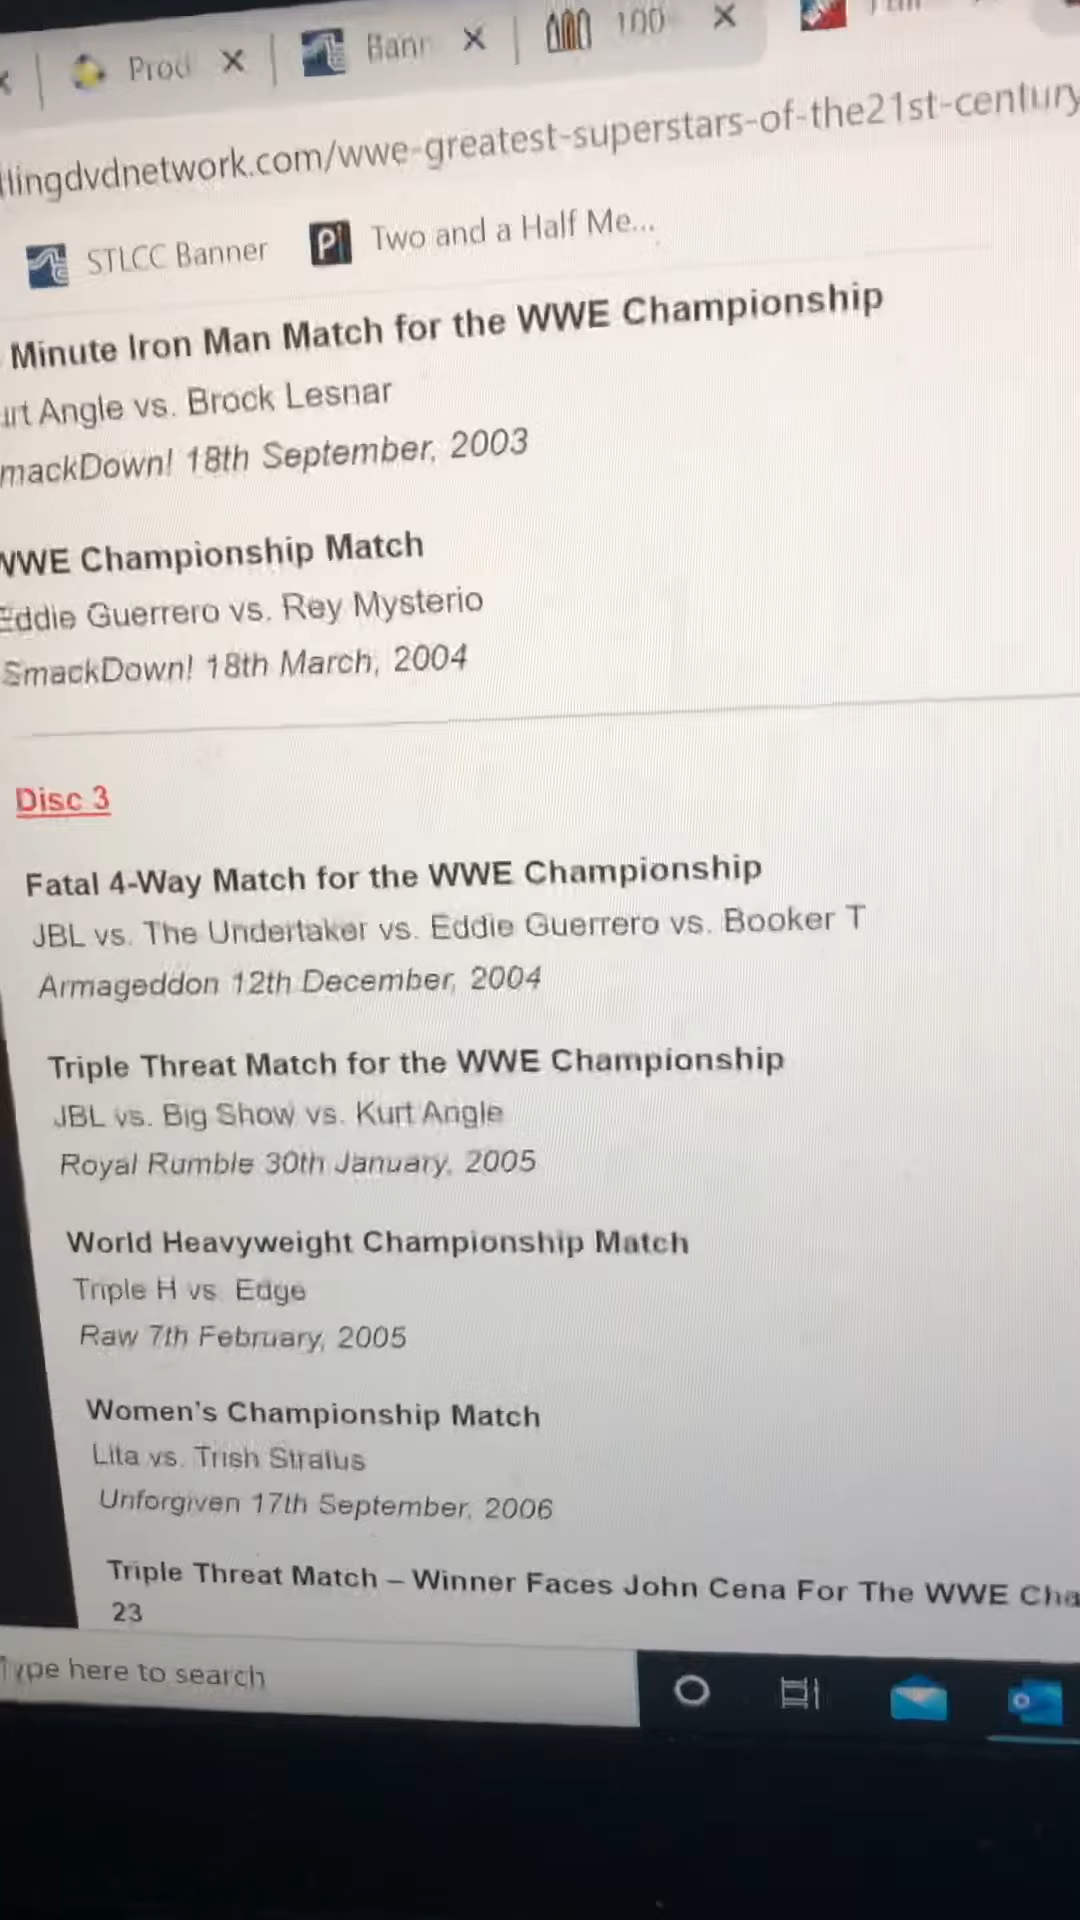 Prod
Bann
100
lingdvdnetwork.com/wwe-greatest-superstars-of-the21st-century
STLCC Banner
Two and a Half Me...
Minute Iron Man Match for the WWE Championship
urt Angle vs. Brock Lesnar
mackDown! 18th September, 2003
WWE Championship Match
Eddie Guerrero vs. Rey Mysterio
SmackDown! 18th March, 2004
Disc 3
Fatal 4-Way Match for the WWE Championship
JBL vs. The Undertaker vs. Eddie Guerrero vs. Booker T
Armageddon 12th December, 2004
Triple Threat Match for the WWE Championship
JBL vs. Big Show vs. Kurt Angle
Royal Rumble 30th January, 2005
World Heavyweight Championship Match
Triple H vs. Edge
Raw 7th February, 2005
Women's Championship Match
Lita vs. Trish Stratus
Unforgiven 17th September, 2006
Triple Threat Match – Winner Faces John Cena For The WWE Cha
23
Type here to search